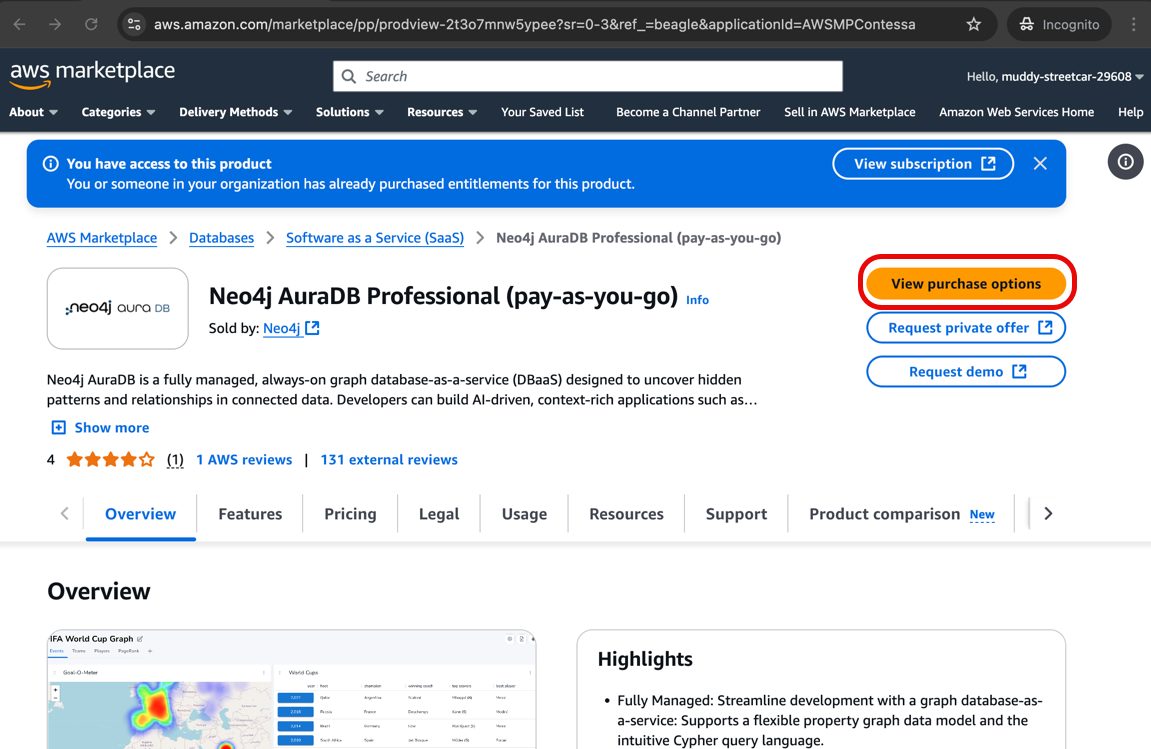 aws.amazon.com/marketplace/pp/prodview-2t3o7mnw5ypee?sr=0-3&ref_=beagle&applicationId=AWSMPContessa
Incognito
aws marketplace
Search
Hello, muddy-streetcar-29608
About Categories Delivery Methods Solutions Resources Your Saved List Become a Channel Partner Sell in AWS Marketplace Amazon Web Services Home Help
You have access to this product
You or someone in your organization has already purchased entitlements for this product.
View subscription
AWS Marketplace > Databases > Software as a Service (SaaS) > Neo4j AuraDB Professional (pay-as-you-go)
neo4j aura DB
Neo4j AuraDB Professional (pay-as-you-go) Info
Sold by: Neo4j
View purchase options
Request private offer
Request demo
Neo4j AuraDB is a fully managed, always-on graph database-as-a-service (DBaaS) designed to uncover hidden
patterns and relationships in connected data. Developers can build AI-driven, context-rich applications such as…
Show more
4 (1) 1 AWS reviews | 131 external reviews
Overview Features Pricing Legal Usage Resources Support Product comparison New
Overview
IFA World Cup Graph
Events Teams Players PageRank +
Goal-O-Meter
World Cups
Highlights
• Fully Managed: Streamline development with a graph database-as-
a-service: Supports a flexible property graph data model and the
intuitive Cypher query language.